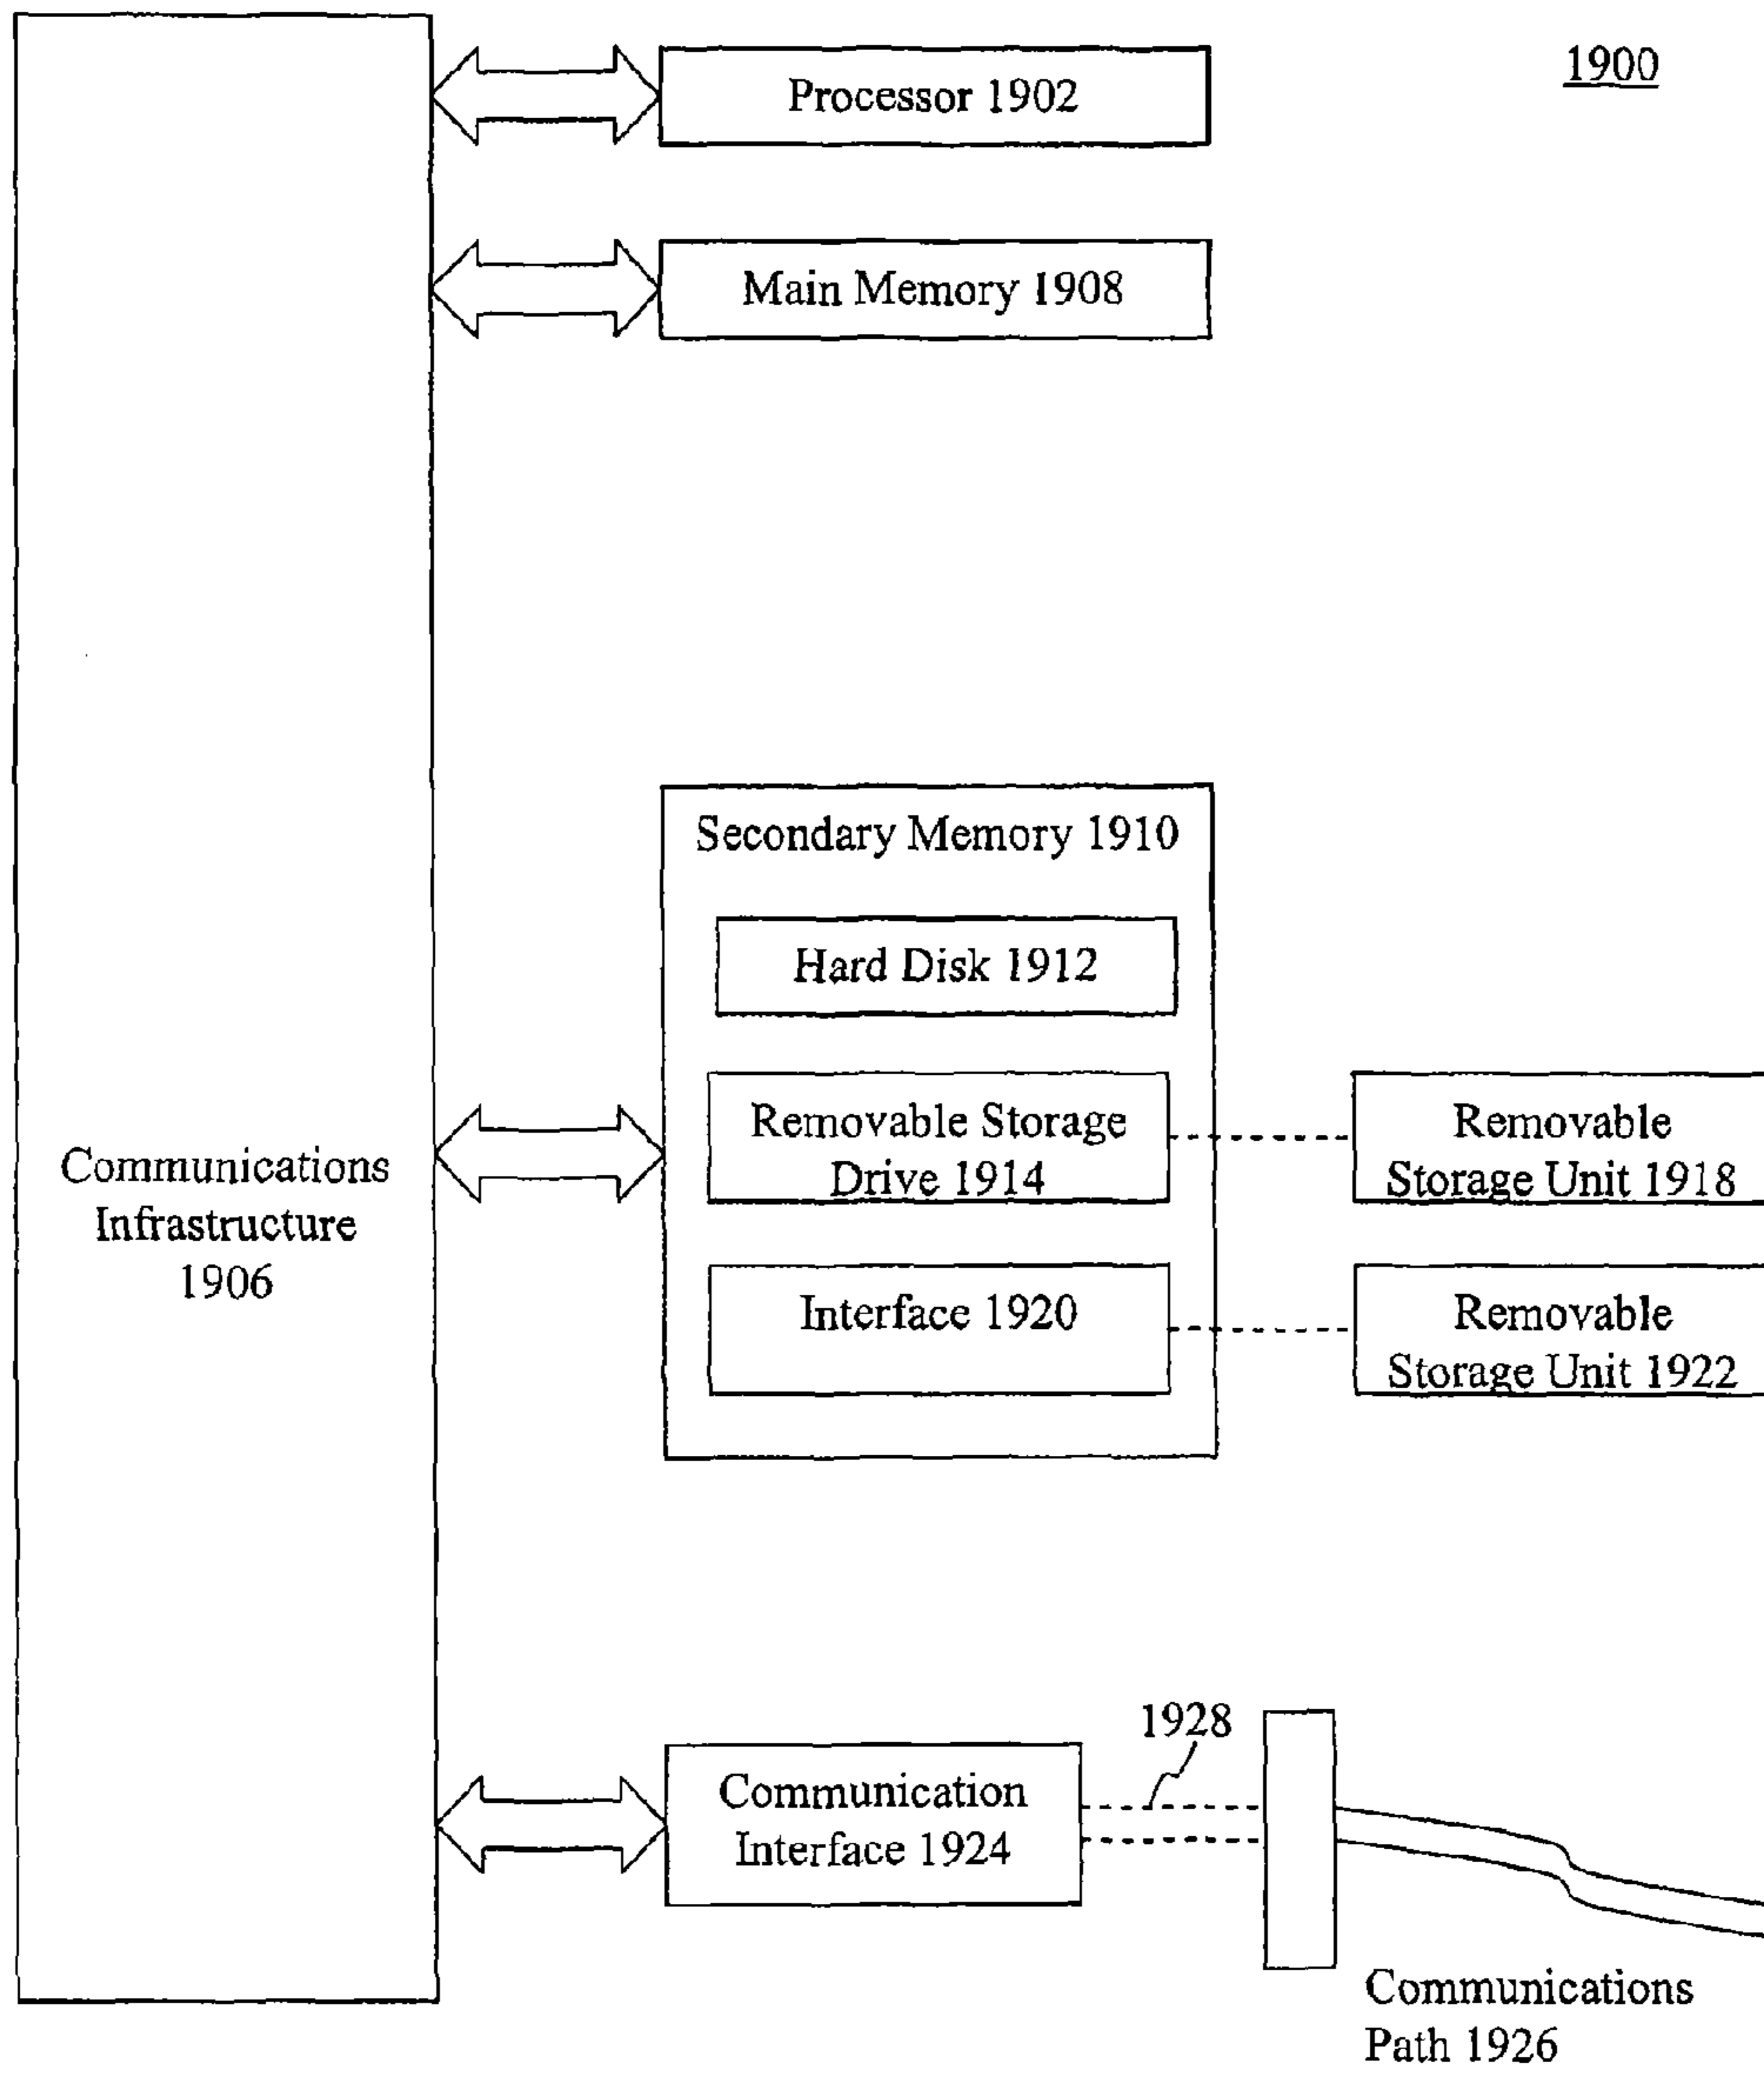 1900
Processor 1902
Main Memory 1908
Secondary Memory 1910
Hard Disk 1912
Removable Storage
Drive 1914
Removable
Storage Unit 1918
Communications
Infrastructure
1906
Interface 1920
Removable
Storage Unit 1922
1928
Communication
Interface 1924
Communications
Path 1926